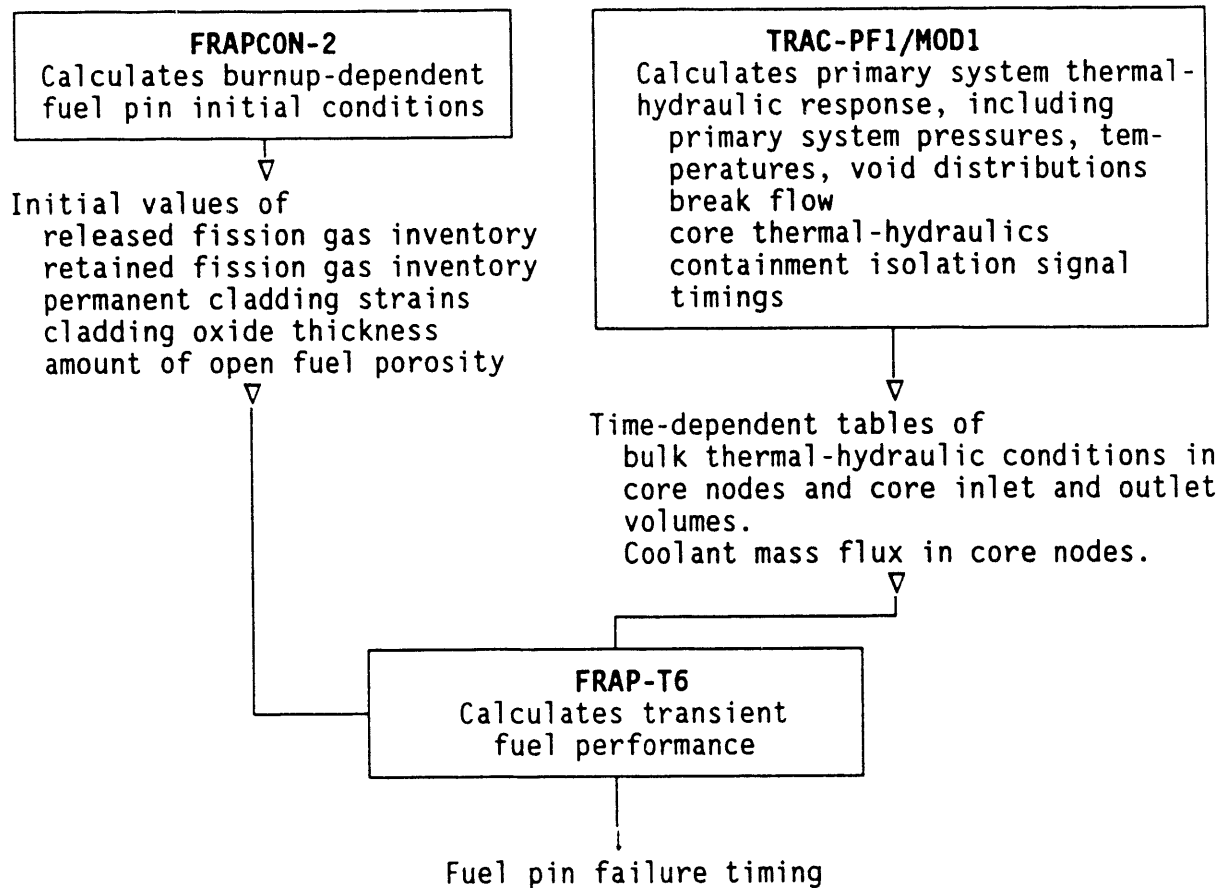 FRAPCON-2
Calculates burnup-dependent
fuel pin initial conditions
Initial values of
released fission gas inventory
retained fission gas inventory
permanent cladding strains
cladding oxide thickness
amount of open fuel porosity
TRAC-PF1/MOD1
Calculates primary system thermal-
hydraulic response, including
primary system pressures, tem-
peratures, void distributions
break flow
core thermal-hydraulics
containment isolation signal
timings
Time-dependent tables of
bulk thermal-hydraulic conditions in
core nodes and core inlet and outlet
volumes.
Coolant mass flux in core nodes.
FRAP-T6
Calculates transient
fuel performance
Fuel pin failure timing